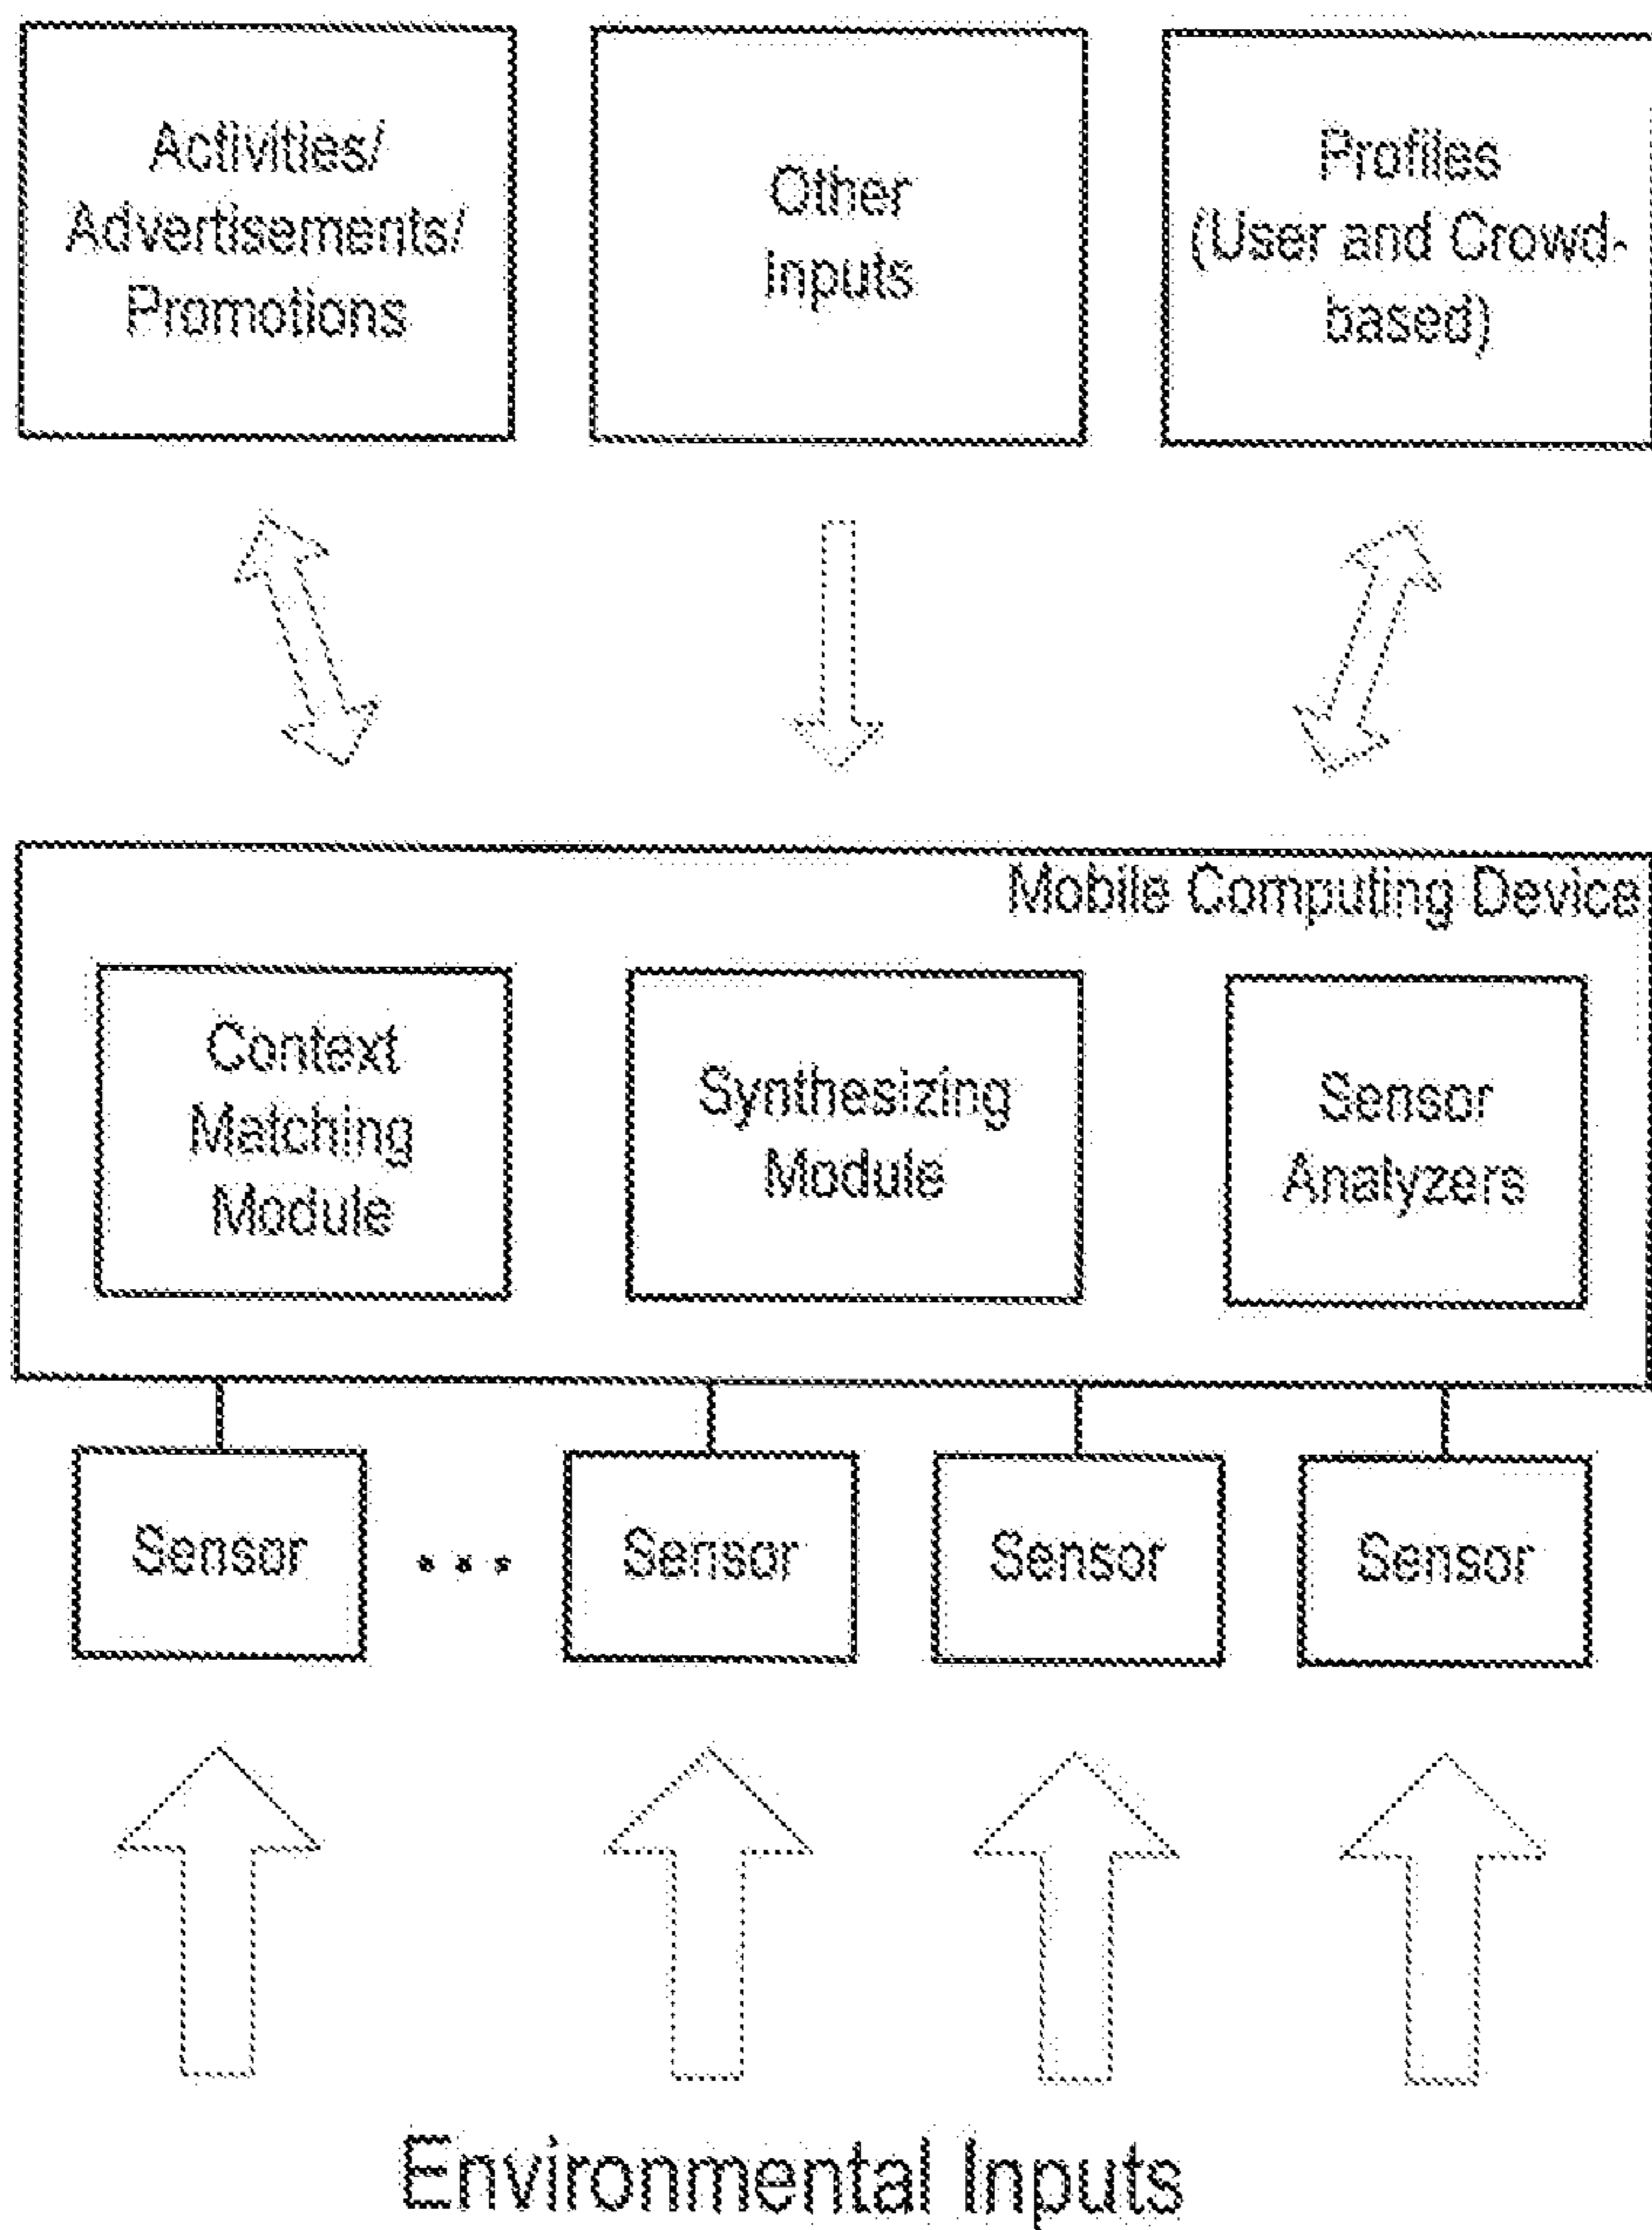 Activities/
Advertisements/
Promotions
Other
Inputs
Profiles
(User and Crowd-
based)
Mobile Computing Device
Context
Matching
Module
Synthesizing
Module
Sensor
Analyzers
Sensor
...
Sensor
Sensor
Sensor
Environmental Inputs